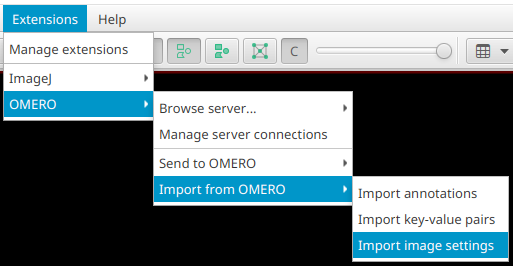 Extensions Help
Manage extensions
C
ImageJ
OMERO
Browse server...
Manage server connections
Send to OMERO
Import from OMERO
Import annotations
Import key-value pairs
Import image settings